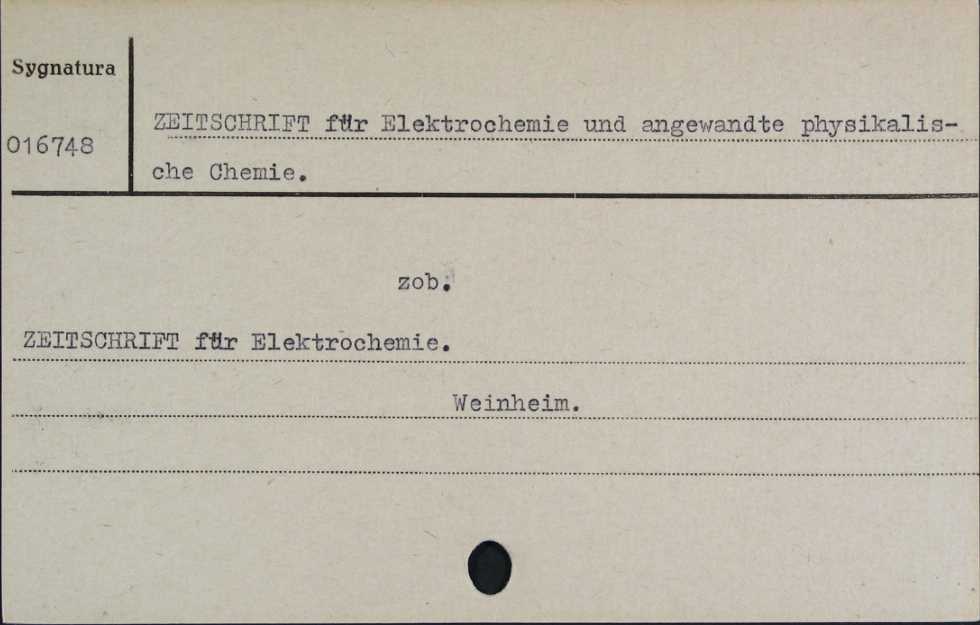 Sygnatura
016748
ZEITSCHRIFT für Elektrochemie und angewandte physikalis-
che Chemie.
zob.
ZEITSCHRIFT für Elektrochemie.
Weinheim.